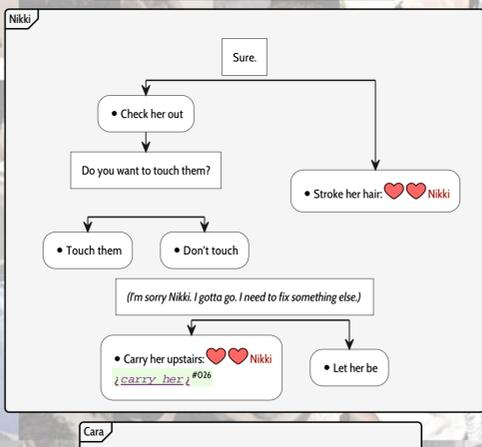 Nikki
Sure.
• Check her out
Do you want to touch them?
• Stroke her hair: Nikki
• Touch them
• Don't touch
(I'm sorry Nikki. I gotta go. I need to fix something else.)
• Carry her upstairs: Nikki
¿carry her¿ #026
• Let her be
Cara